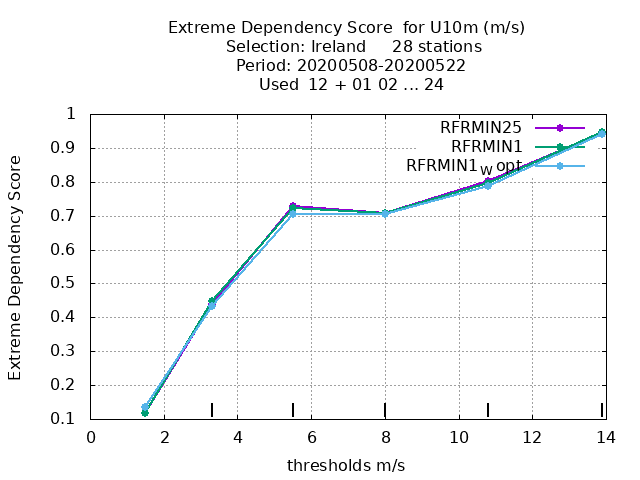 Extreme Dependency Score  for U10m (m/s)
Selection: Ireland     28 stations
Period: 20200508-20200522
Used  12 + 01 02 ... 24
Extreme Dependency Score
1
0.9
0.8
0.7
0.6
0.5
0.4
0.3
0.2
0.1
RFRMIN25
RFRMIN1
RFRMIN1w opt
0 2 4 6 8 10 12 14
thresholds m/s